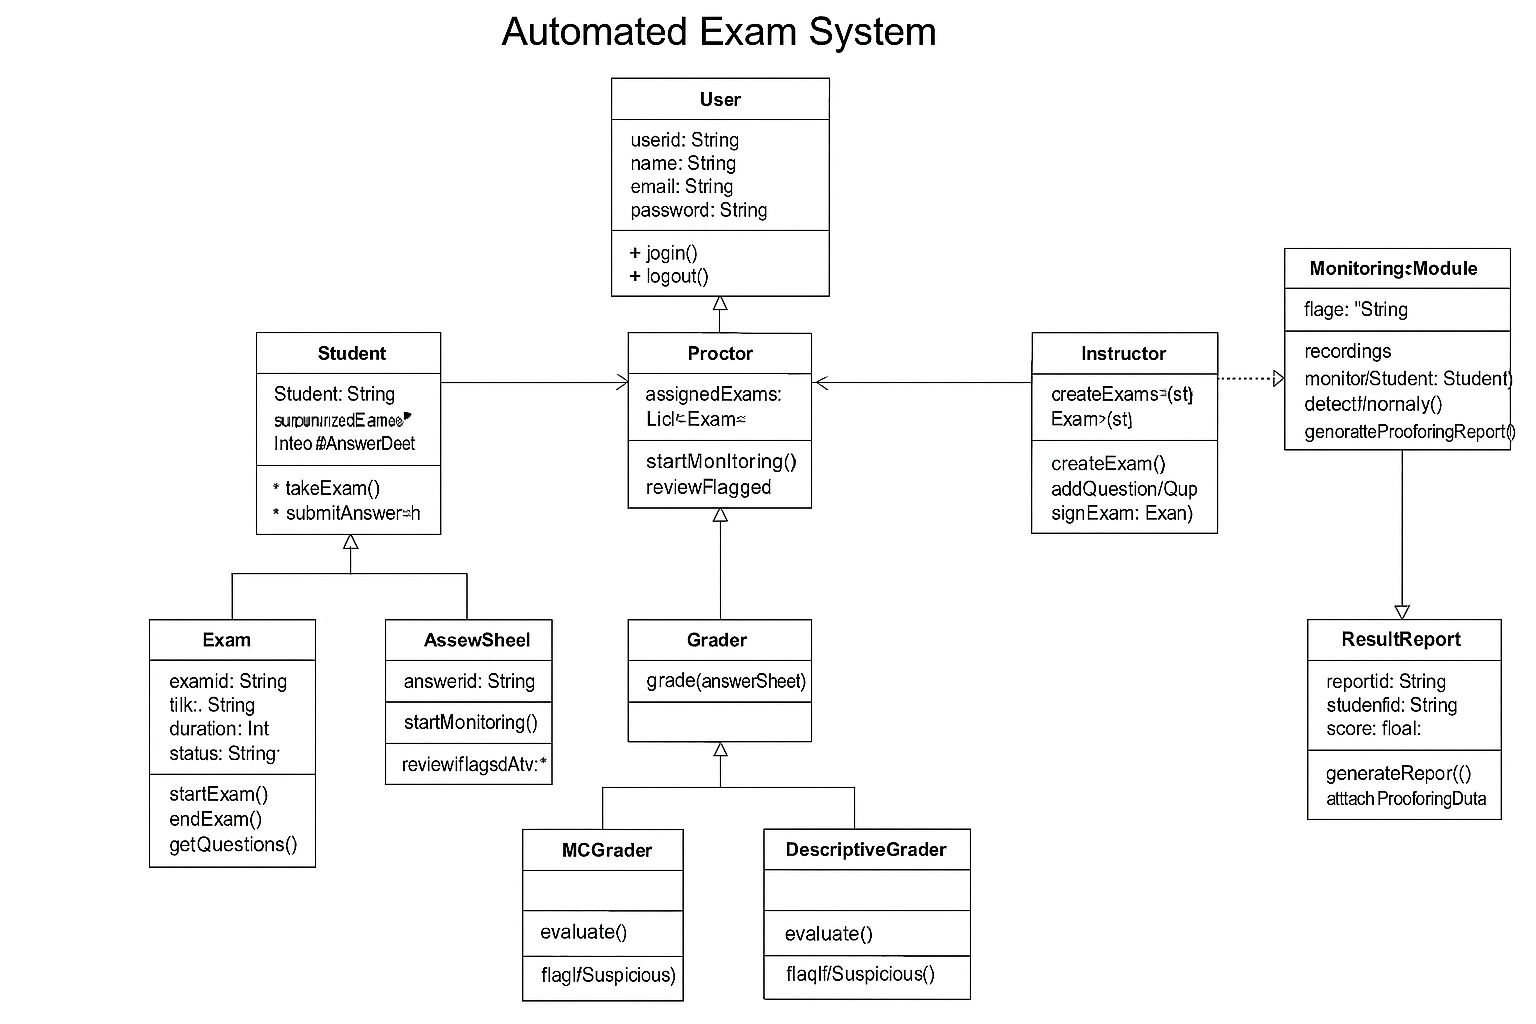 Automated Exam System
User
userid: String
name: String
email: String
password: String
+ jogin()
+ logout()
Student
Student: String
Inteo #AnswerDeet
* takeExam()
* submitAnswer≈h
Proctor
assignedExams:
Licl<Exam≈
startMonItoring()
reviewFlagged
Instructor
createExams=(st)
Exam>(st)
createExam()
addQuestion/Qup
signExam: Exan)
Monitoring:Module
flage: "String
recordings
monitor/Student: Student)
detectf/nornaly()
genoratteProoforingReport()
Exam
examid: String
tilk:. String
duration: Int
status: String
startExam()
endExam()
getQuestions()
AssewSheel
answerid: String
startMonitoring()
reviewiflagsdAtv:*
Grader
grade(answerSheet)
MCGrader
evaluate()
flagIf/Suspicious)
DescriptiveGrader
evaluate()
flaqIf/Suspicious()
ResultReport
reportid: String
studenfid: String
score: floal:
generateRepor(()
atttach ProoforingDuta